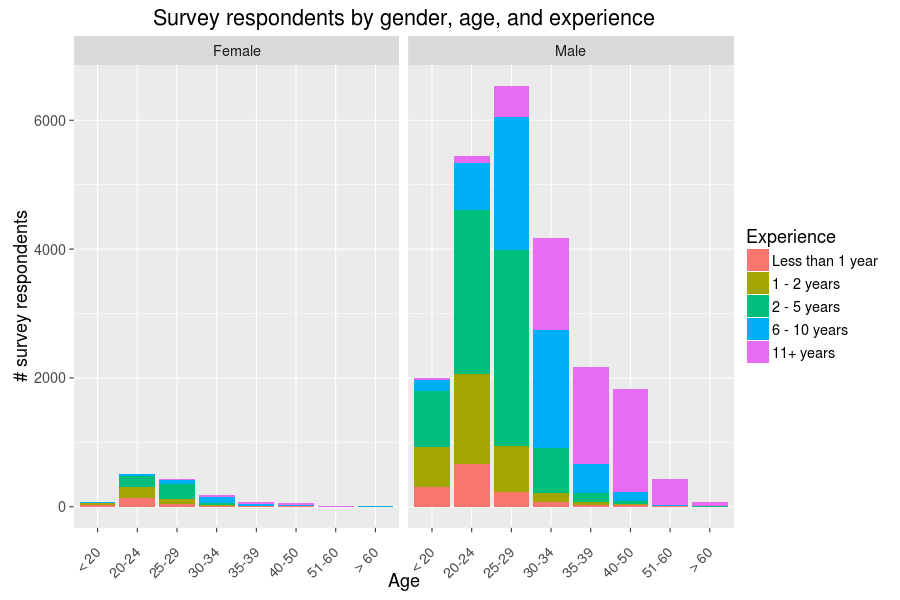 Survey respondents by gender, age, and experience
Female
Male
# survey respondents
6000
4000
2000
0
< 20
20-24
25-29
30-34
35-39
40-50
51-60
> 60
< 20
20-24
25-29
30-34
35-39
40-50
51-60
> 60
Age
Experience
Less than 1 year
1 - 2 years
2 - 5 years
6 - 10 years
11+ years